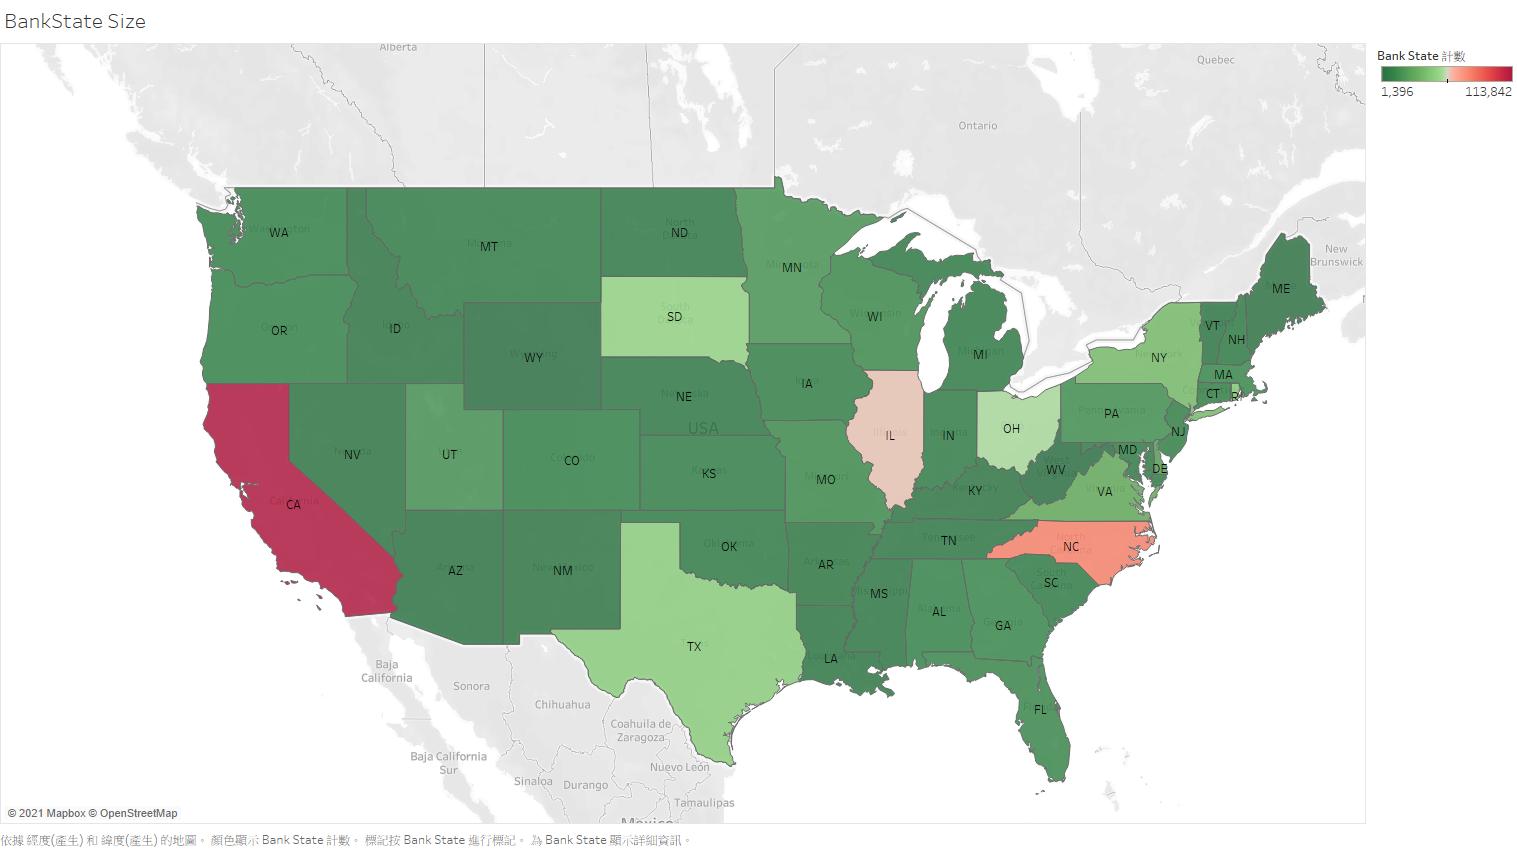 BankState Size
Bank State 計數
1,396
113,842
Alberta
Quebec
Ontario
New
Brunswick
WA
MT
ND
MN
ME
SD
WI
OR
ID
VT
NH
WY
MI
NY
MA
IA
NE
CT
PA
USA
OH
IL
IN
NJ
NV
UT
CO
MD
KS
WV
DE
MO
KY
VA
CA
NC
OK
TN
AZ
NM
AR
SC
MS
AL
GA
TX
LA
FL
Baja
California
Sonora
Chihuahua
Coahuila de
Zaragoza
Baja California
Sur
Nuevo León
Sinaloa
Durango
Tamaulipas
© 2021 Mapbox © OpenStreetMap
依據 經度(產生) 和 緯度(產生) 的地圖。 顏色顯示 Bank State 計數。 標記按 Bank State 進行標記。 為 Bank State 顯示詳細資訊。